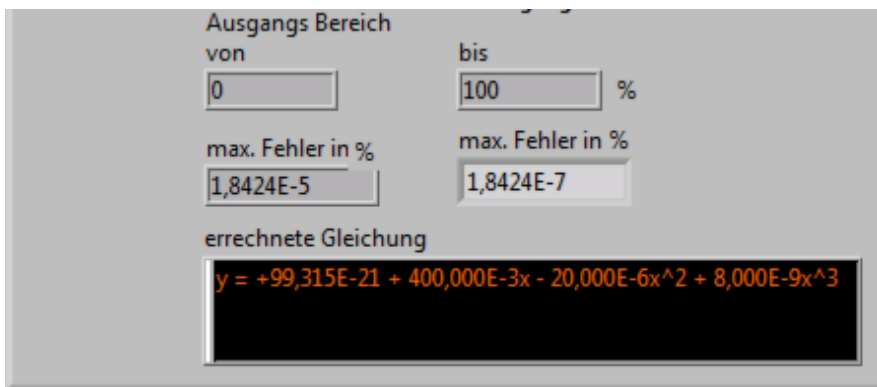 Ausgangs Bereich
von bis
0 100 %
max. Fehler in % max. Fehler in %
1,8424E-5 1,8424E-7
errechnete Gleichung
y = +99,315E-21 + 400,000E-3x - 20,000E-6x^2 + 8,000E-9x^3